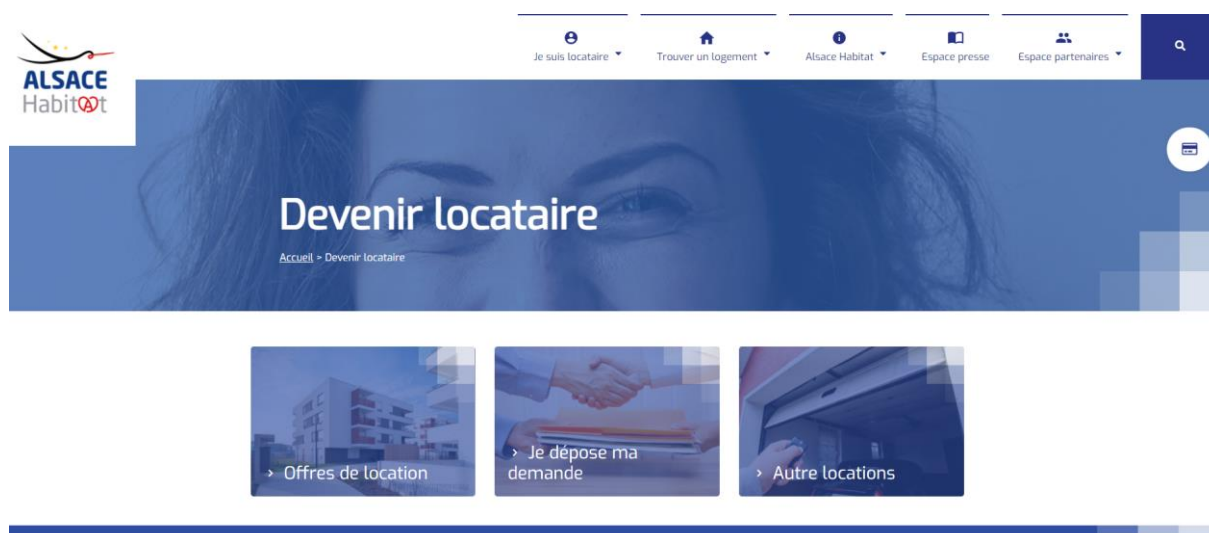 Je suis locataire
Trouver un logement
Alsace Habitat
Espace presse
Espace partenaires
ALSACE
Habitat
Devenir locataire
Accueil > Devenir locataire
> Offres de location
> Je dépose ma
demande
> Autre locations